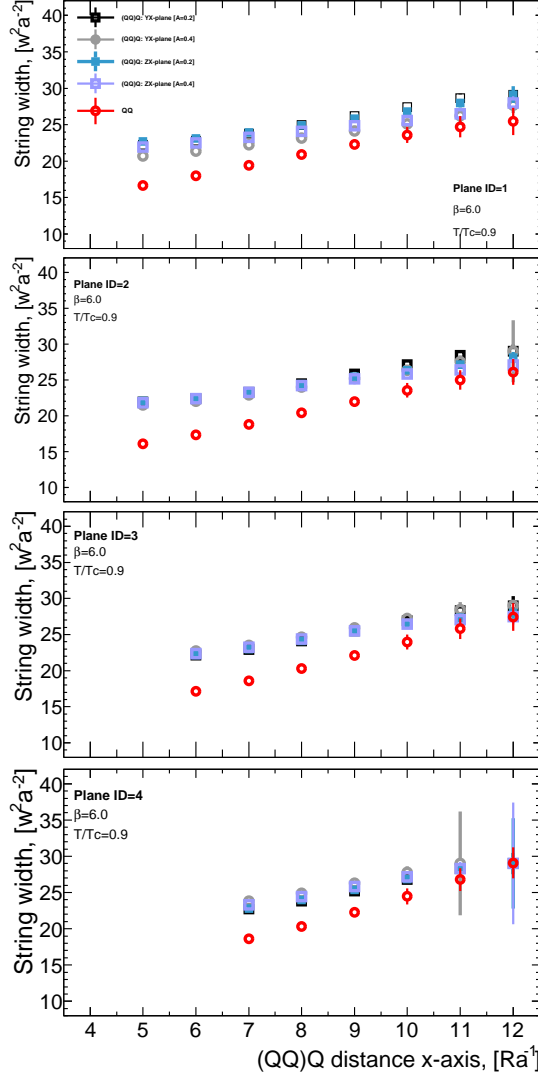 String width, [w²a⁻²]
40
35
30
25
20
15
10
(QQ)Q: YX-plane [A=0.2]
(QQ)Q: YX-plane [A=0.4]
(QQ)Q: ZX-plane [A=0.2]
(QQ)Q: ZX-plane [A=0.4]
QQ
Plane ID=1
β=6.0
T/Tc=0.9
String width, [w²a⁻²]
40
35
30
25
20
15
10
Plane ID=2
β=6.0
T/Tc=0.9
String width, [w²a⁻²]
40
35
30
25
20
15
10
Plane ID=3
β=6.0
T/Tc=0.9
String width, [w²a⁻²]
40
35
30
25
20
15
10
Plane ID=4
β=6.0
T/Tc=0.9
4 5 6 7 8 9 10 11 12
(QQ)Q distance x-axis, [Ra⁻¹]